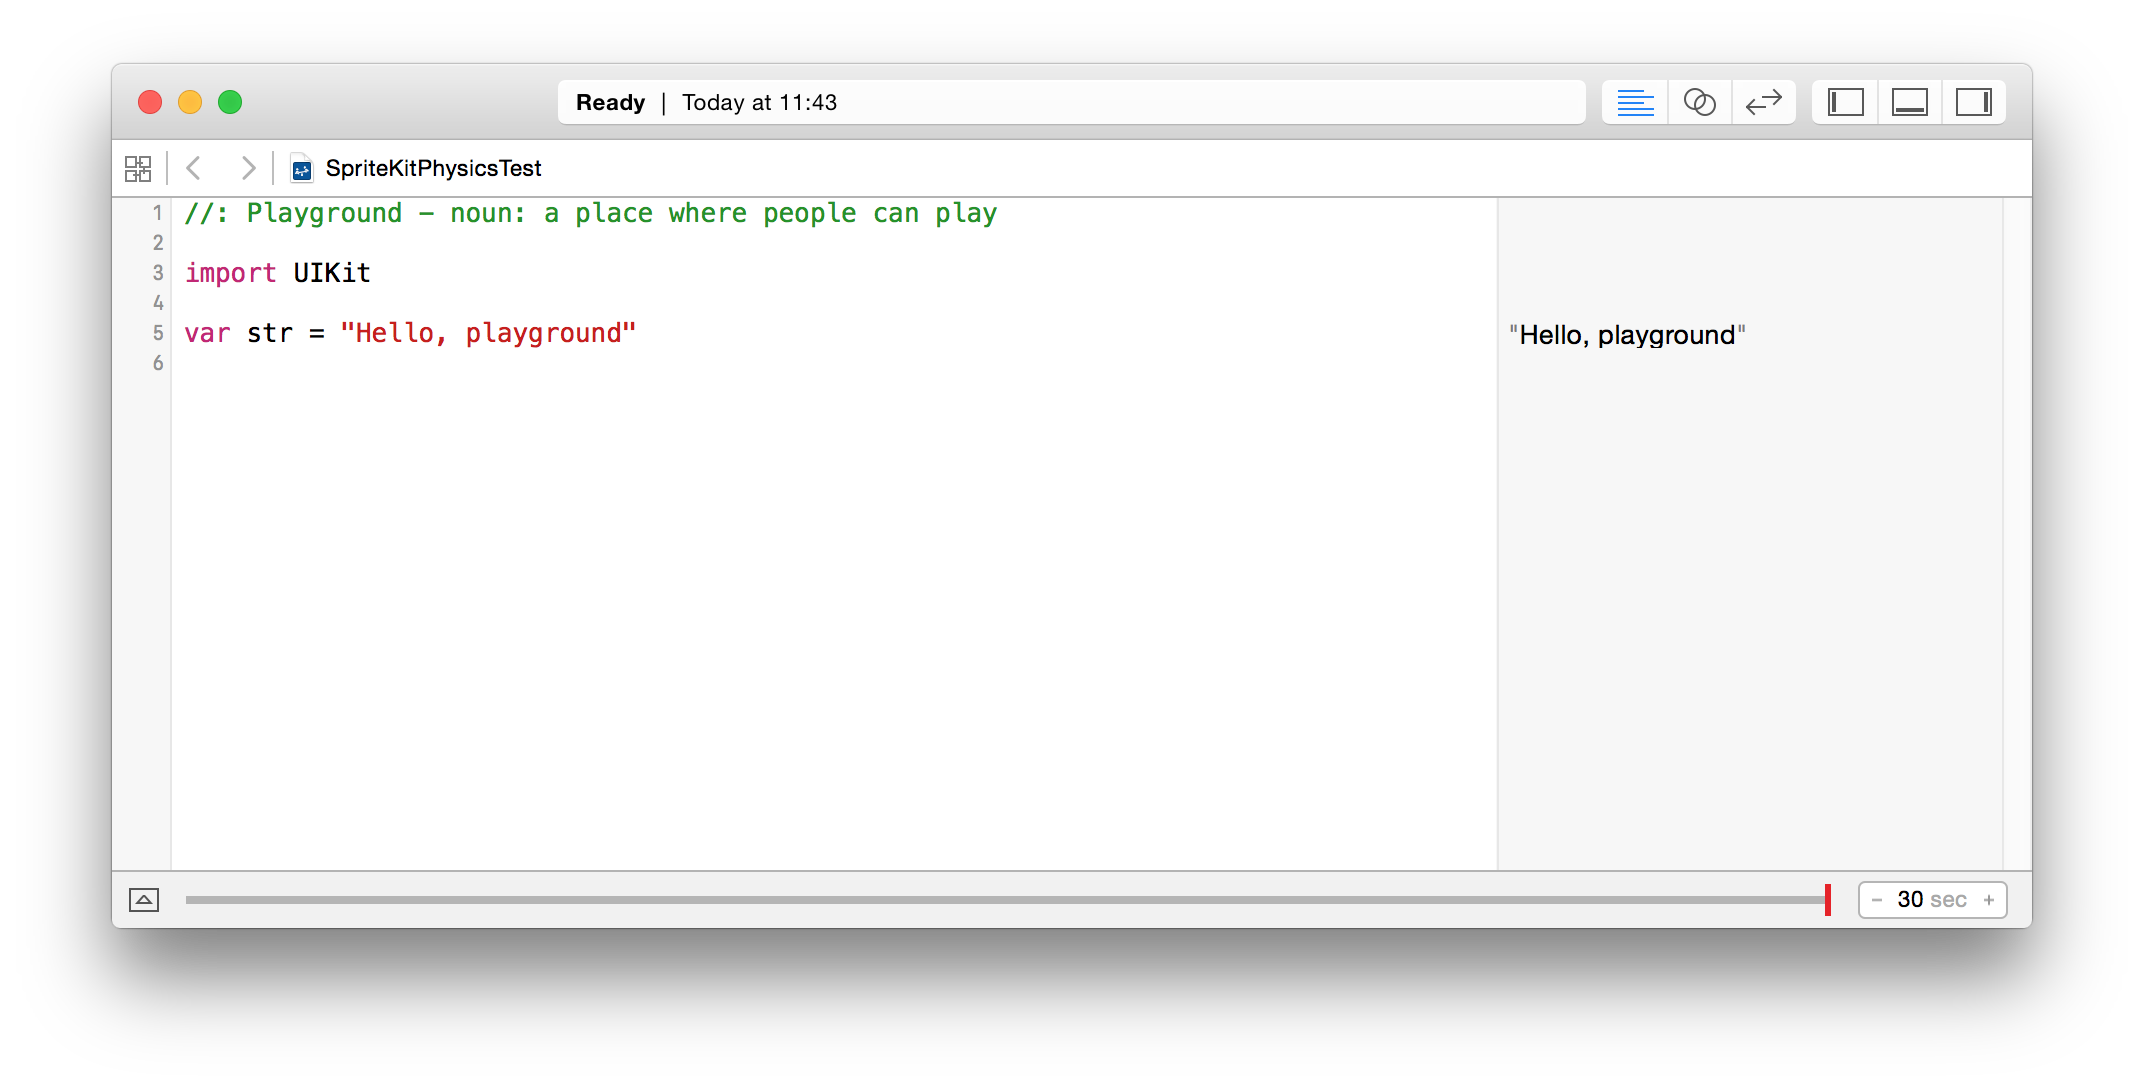 Ready | Today at 11:43
SpriteKitPhysicsTest
1 //: Playground - noun: a place where people can play
2
3 import UIKit
4
5 var str = "Hello, playground" "Hello, playground"
6
- 30 sec +